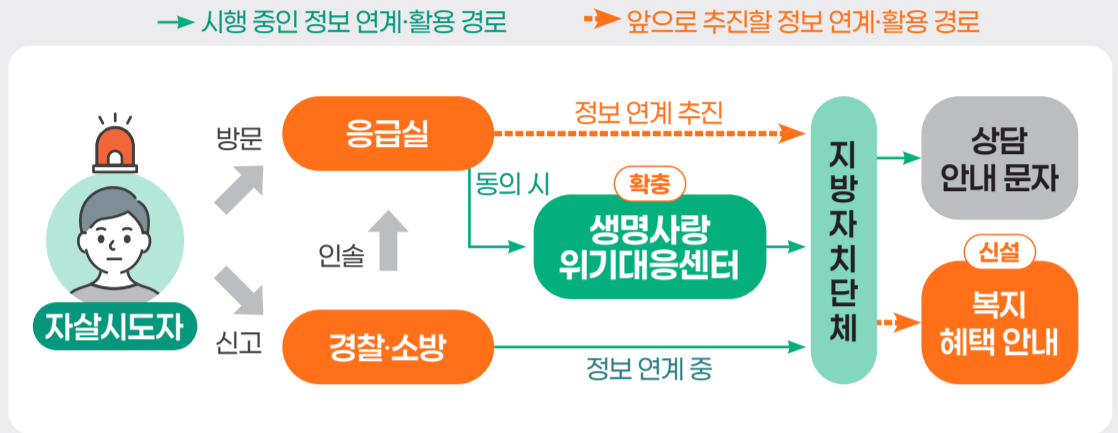 시행 중인 정보 연계·활용 경로
앞으로 추진할 정보 연계·활용 경로
방문
응급실
정보 연계 추진
동의 시
확충
생명사랑
위기대응센터
인솔
자살시도자
신고
경찰·소방
정보 연계 중
지방자치단체
상담
안내 문자
신설
복지
혜택 안내